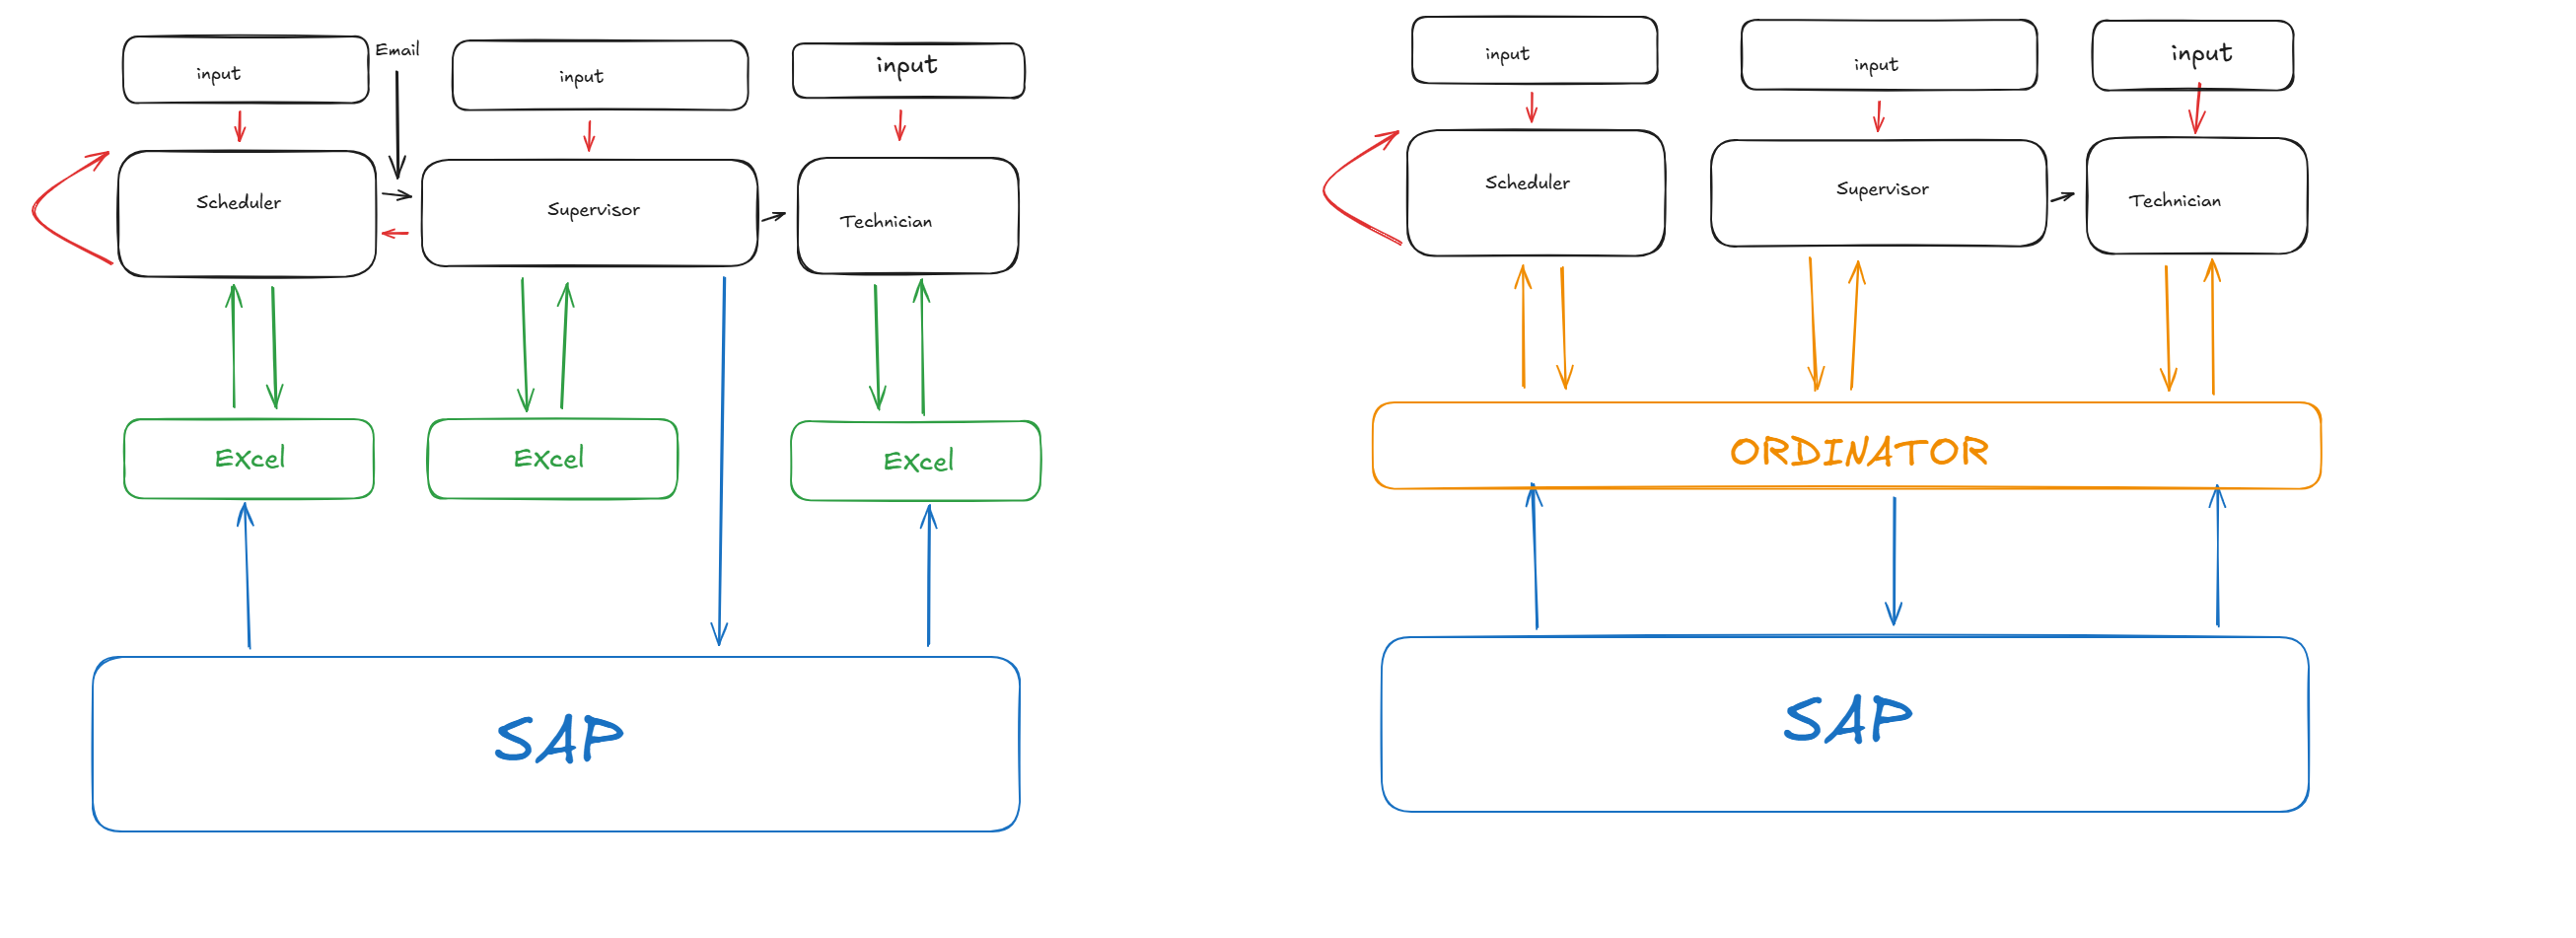 input
Email
input
input
Scheduler
Supervisor
Technician
Excel
Excel
Excel
SAP
input
input
input
Scheduler
Supervisor
Technician
ORDINATOR
SAP